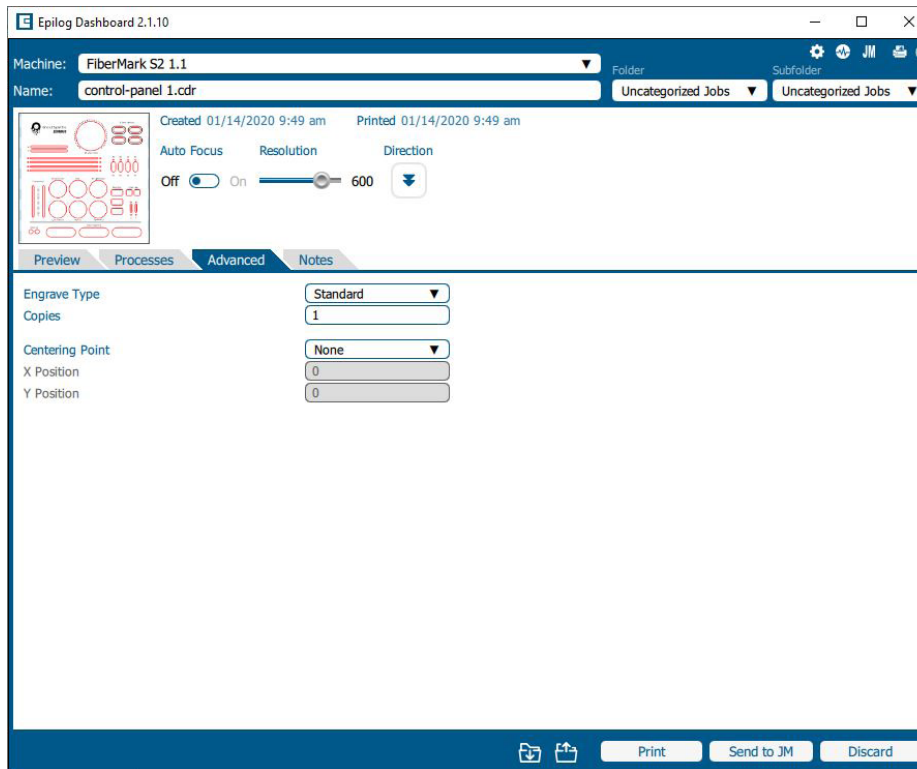 Epilog Dashboard 2.1.10
JM
Machine: FiberMark S2 1.1
Folder Subfolder
Name: control-panel 1.cdr Uncategorized Jobs Uncategorized Jobs
Created 01/14/2020 9:49 am Printed 01/14/2020 9:49 am
Auto Focus Resolution Direction
Off On 600
Preview Processes Advanced Notes
Engrave Type Standard
Copies 1
Centering Point None
X Position 0
Y Position 0
Print Send to JM Discard